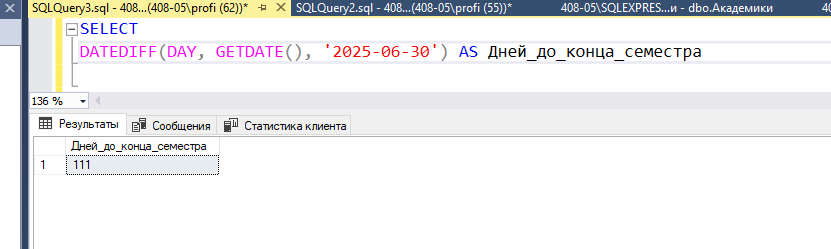 SQLQuery3.sql - 408...(408-05\profi (62))* SQLQuery2.sql - 408...(408-05\profi (55))* 408-05\SQLEXPRES...и - dbo.Академики 40
SELECT
DATEDIFF(DAY, GETDATE(), '2025-06-30') AS Дней_до_конца_семестра
136 %
Результаты Сообщения Статистика клиента
Дней_до_конца_семестра
1 111